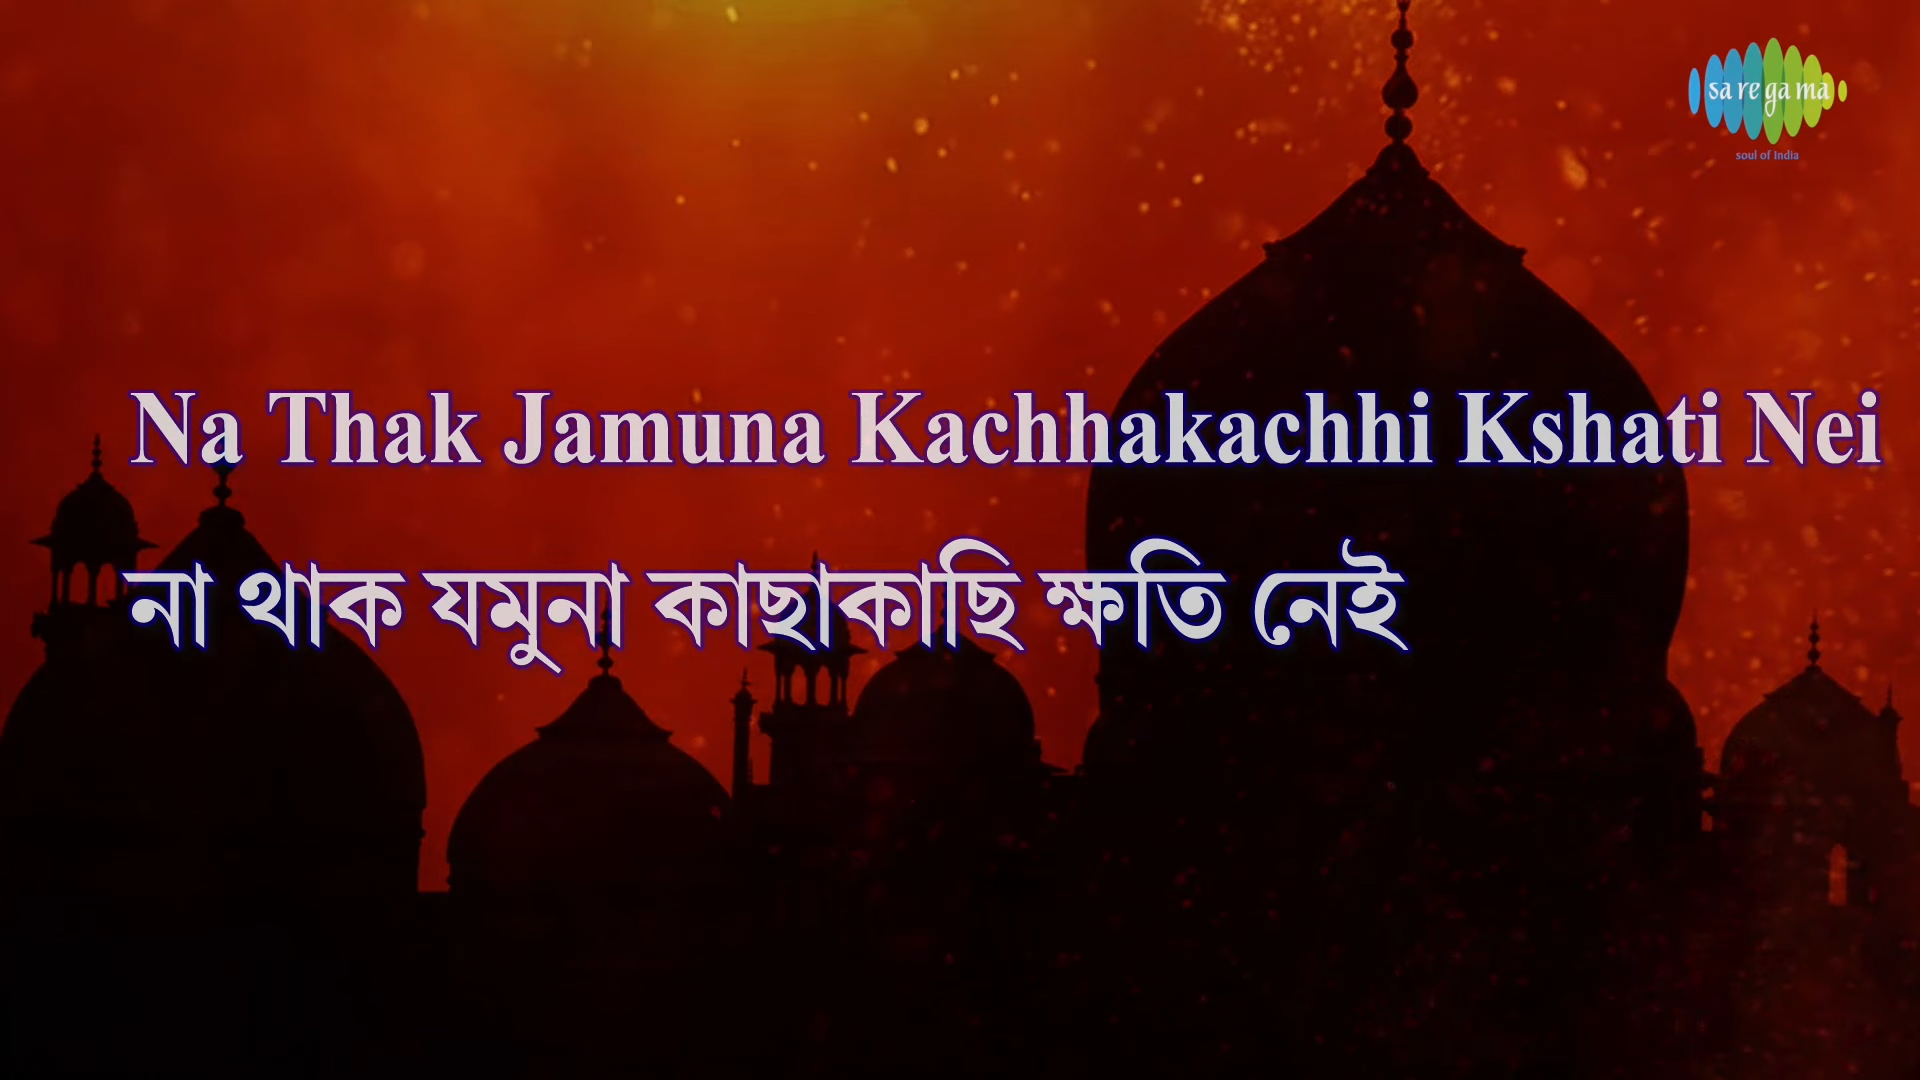 sa re ga ma
soul of India
Na Thak Jamuna Kachhakachhi Kshati Nei
না থাক যমুনা কাছাকাছি ক্ষতি নেই